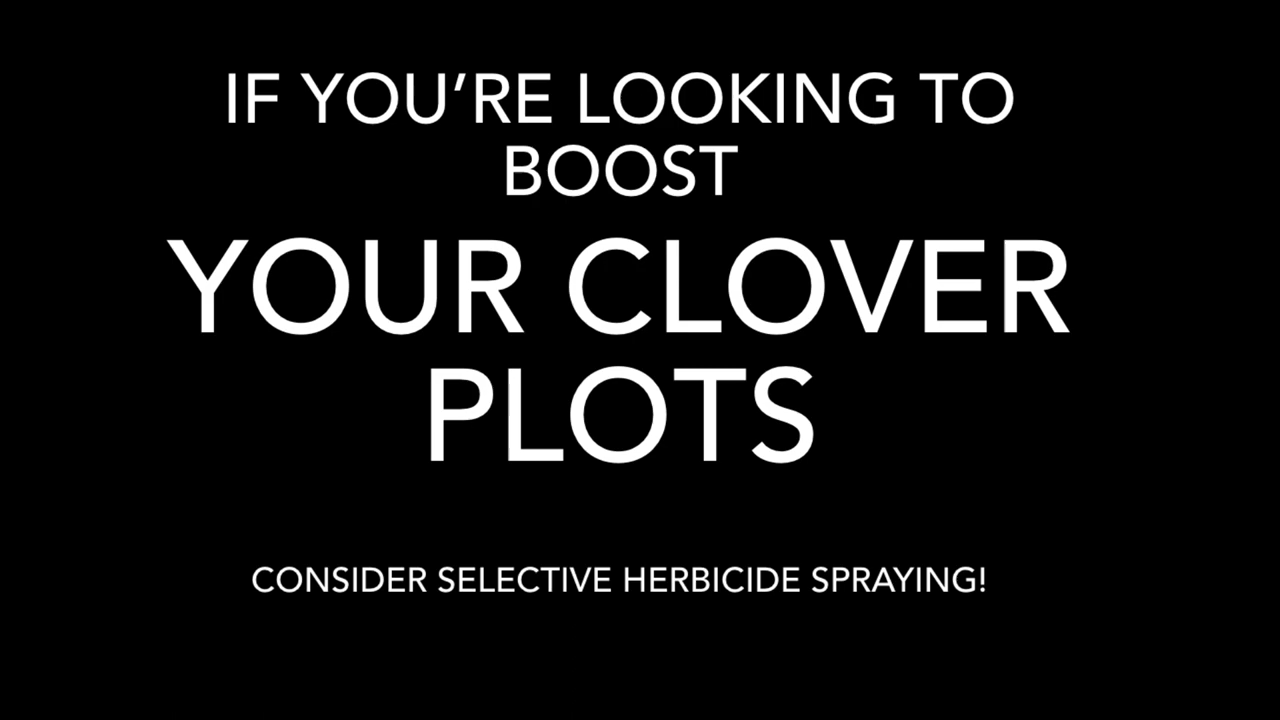 IF YOU’RE LOOKING TO
BOOST
YOUR CLOVER
PLOTS
CONSIDER SELECTIVE HERBICIDE SPRAYING!